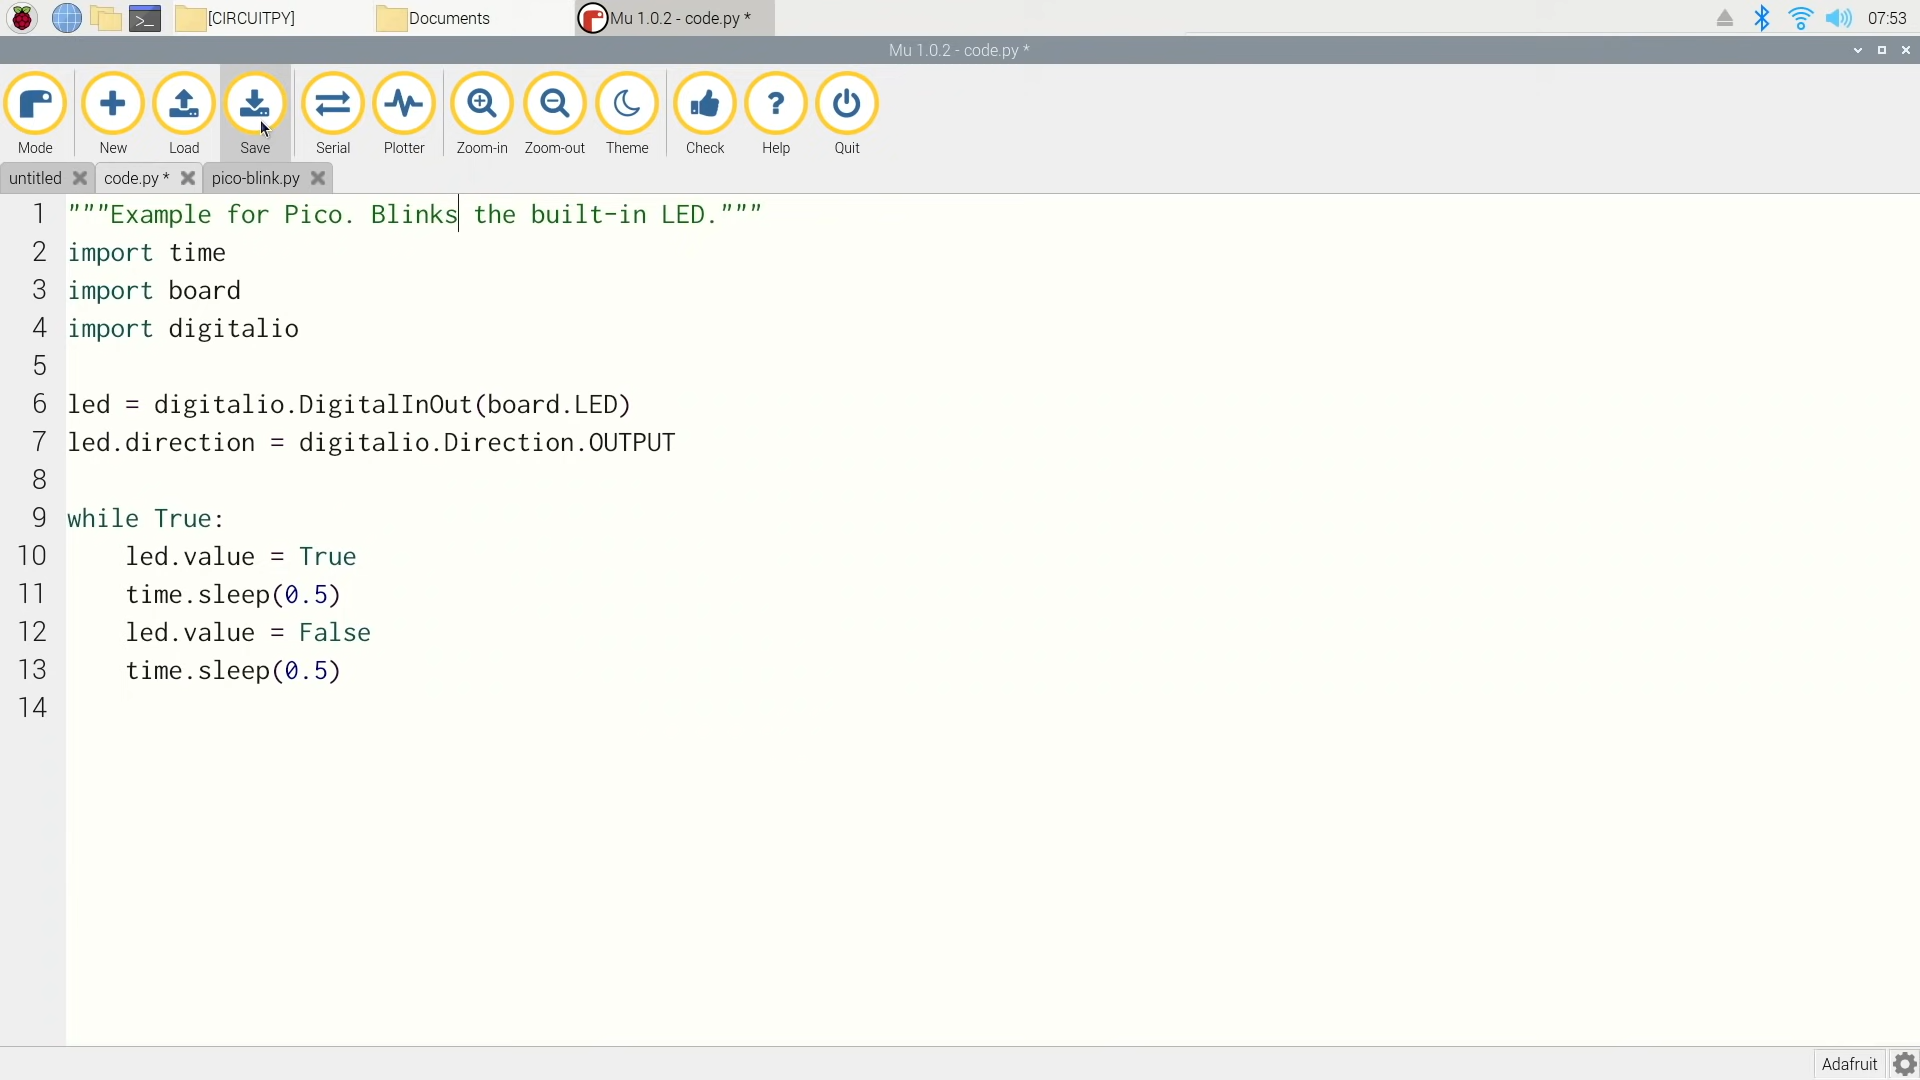 [CIRCUITPY] Documents Mu 1.0.2 - code.py * 07:53
Mu 1.0.2 - code.py *
Mode New Load Save Serial Plotter Zoom-in Zoom-out Theme Check Help Quit
untitled code.py * pico-blink.py
1 """Example for Pico. Blinks the built-in LED."""
2 import time
3 import board
4 import digitalio
5
6 led = digitalio.DigitalInOut(board.LED)
7 led.direction = digitalio.Direction.OUTPUT
8
9 while True:
10     led.value = True
11     time.sleep(0.5)
12     led.value = False
13     time.sleep(0.5)
14
Adafruit